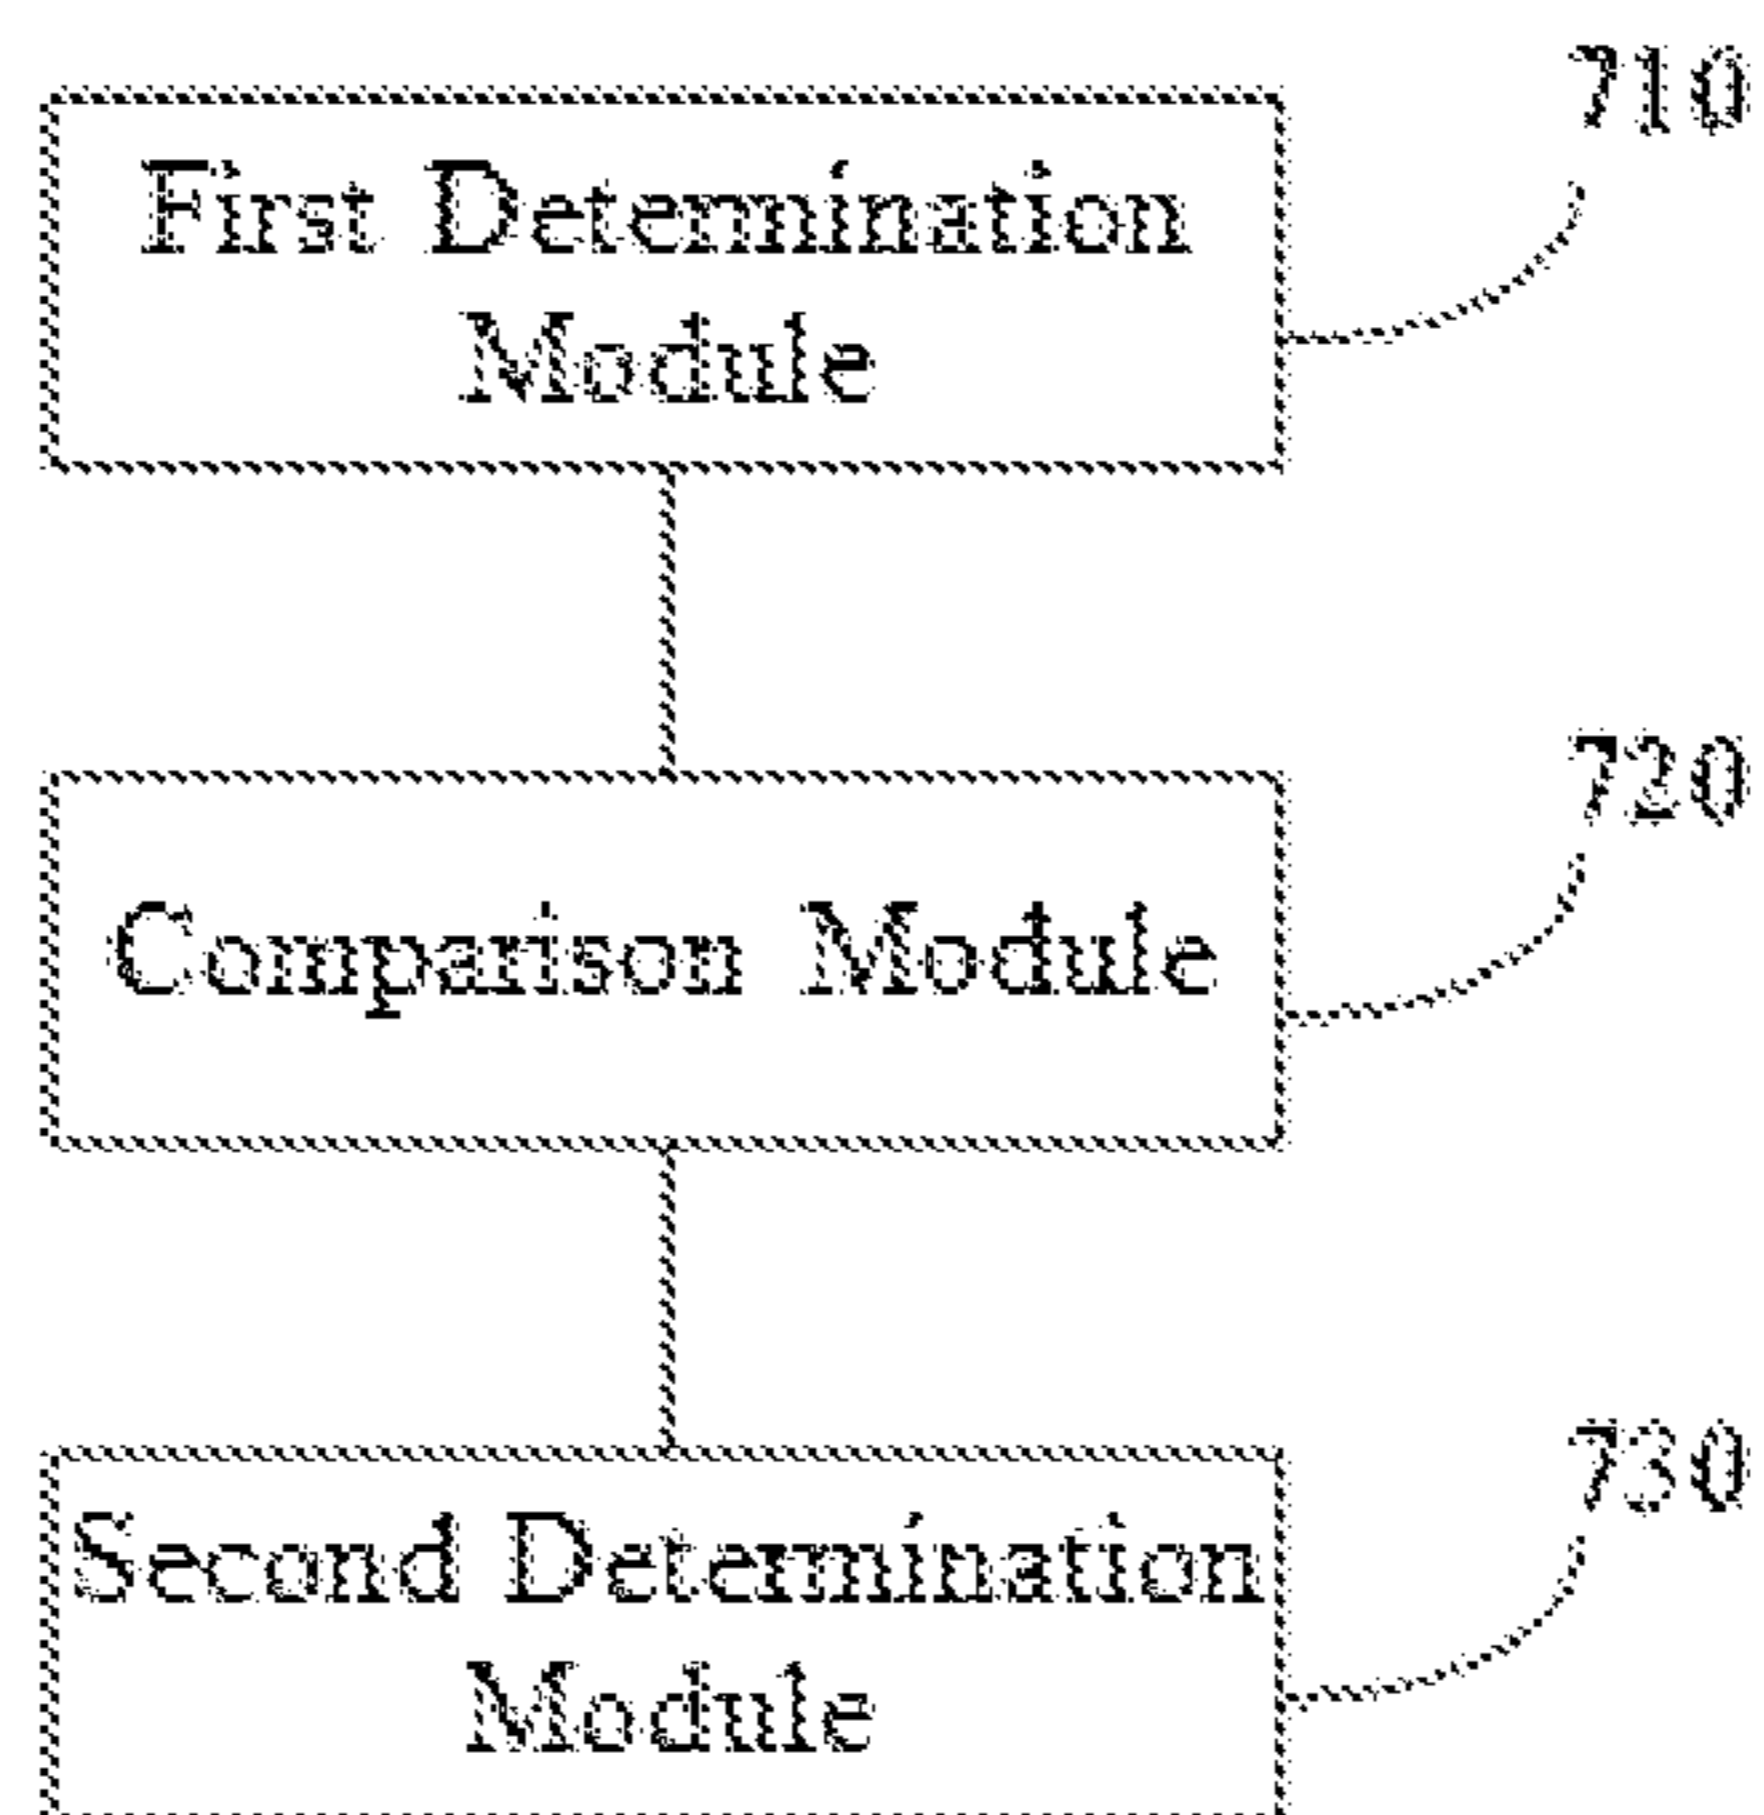 710
First Determination
Module
720
Comparison Module
730
Second Determination
Module